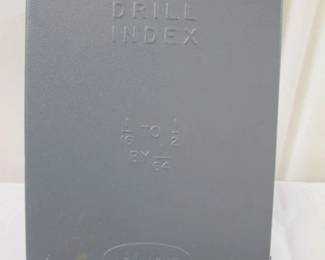 DRILL
INDEX
1/16 TO 1/2
BY 1/64